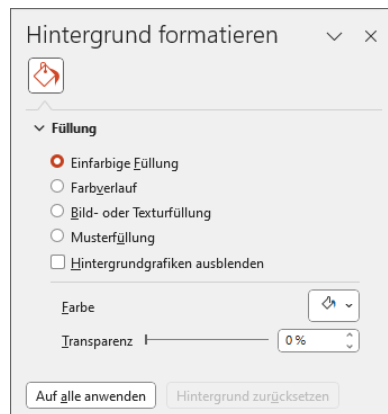 Hintergrund formatieren
Füllung
Einfarbige Füllung
Farbverlauf
Bild- oder Texturfüllung
Musterfüllung
Hintergrundgrafiken ausblenden
Farbe
Transparenz 0 %
Auf alle anwenden Hintergrund zurücksetzen